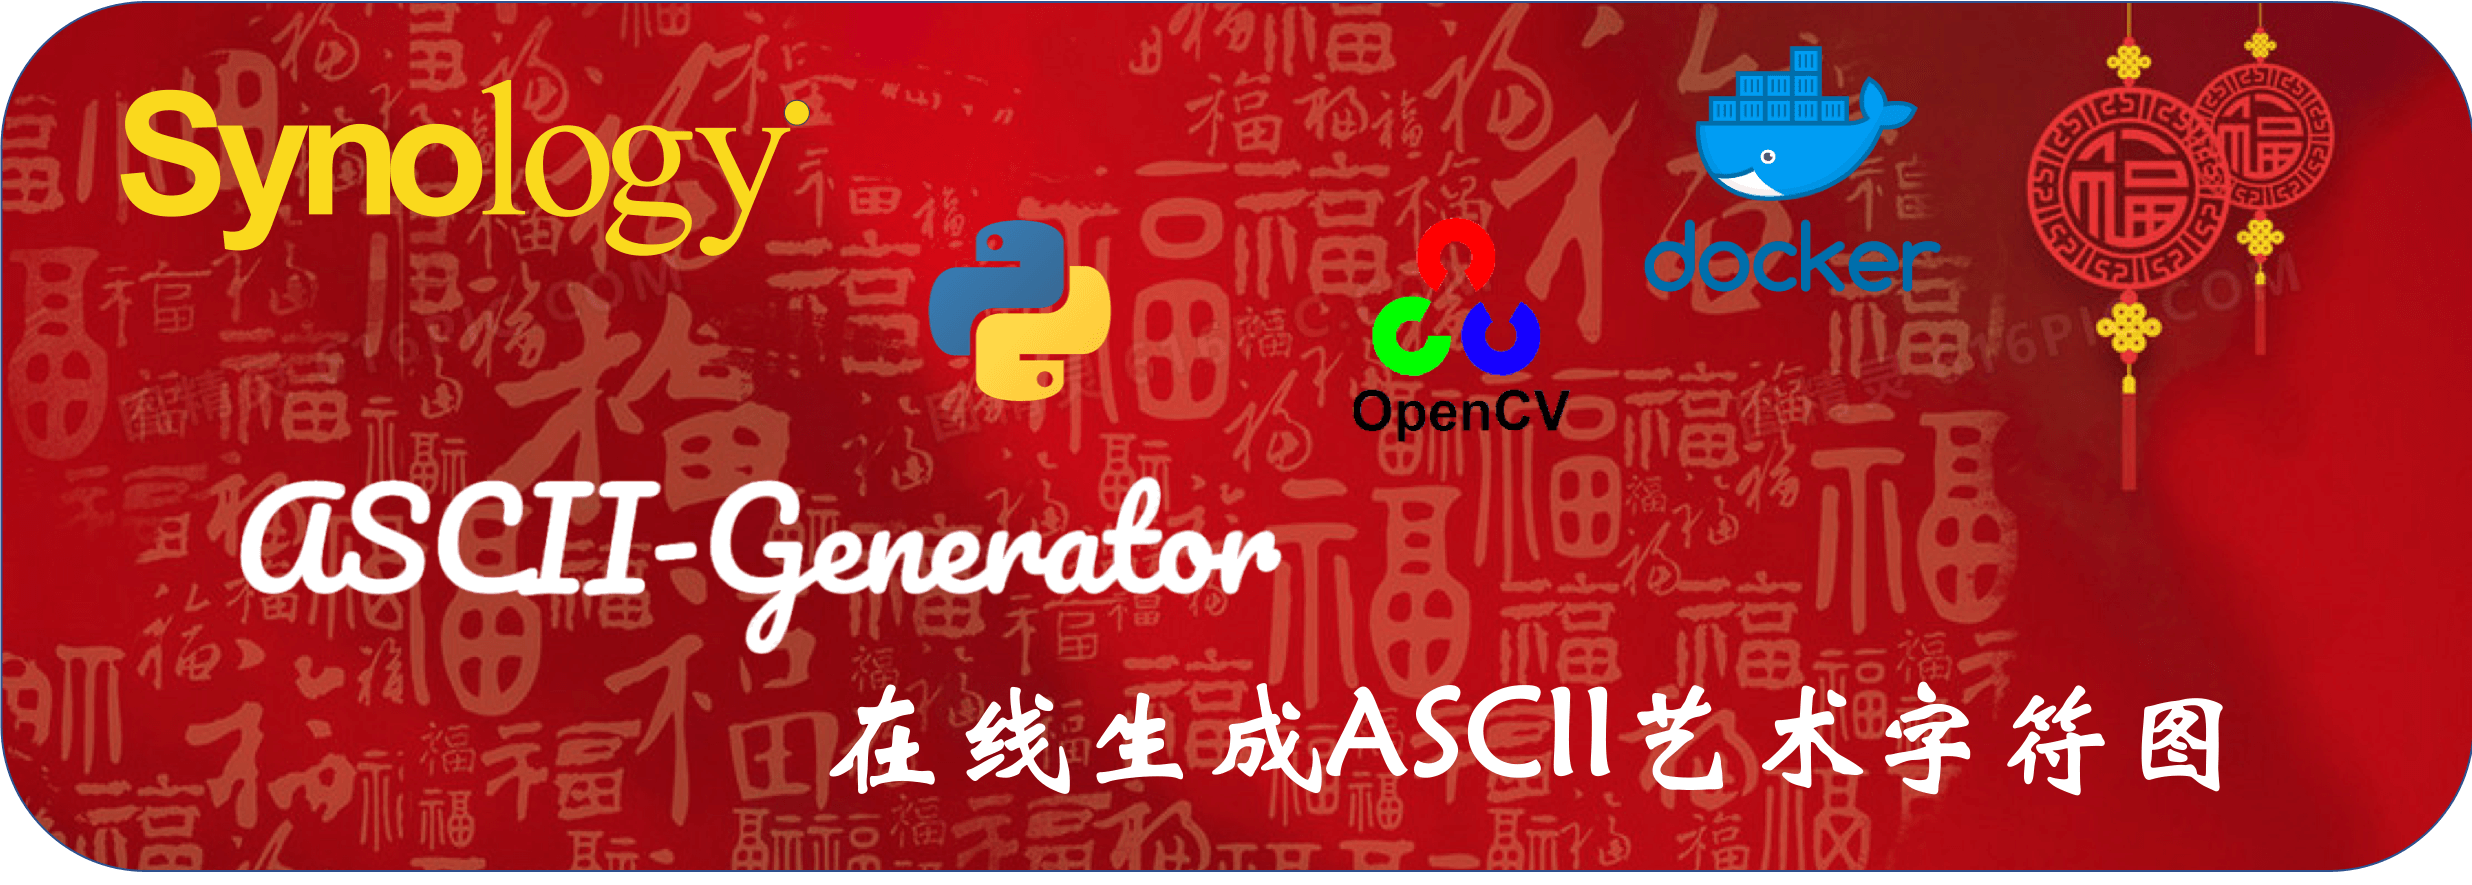 Synology
docker
OpenCV
ASCII-Generator
在线生成ASCII艺术字符图